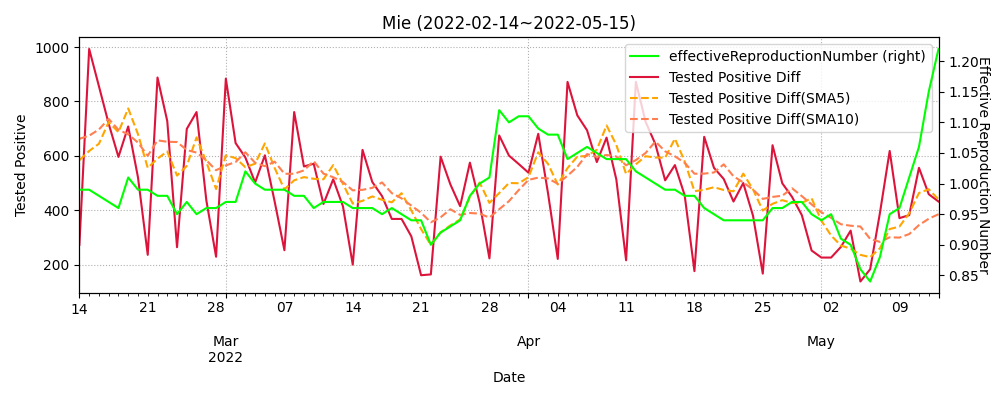 Mie (2022-02-14~2022-05-15)
Tested Positive
1000
800
600
400
200
effectiveReproductionNumber (right)
Tested Positive Diff
Tested Positive Diff(SMA5)
Tested Positive Diff(SMA10)
1.20
1.15
1.10
1.05
1.00
0.95
0.90
0.85
Effective Reproduction Number
14 21 28 07 14 21 28 04 11 18 25 02 09
Mar Apr May
2022
Date